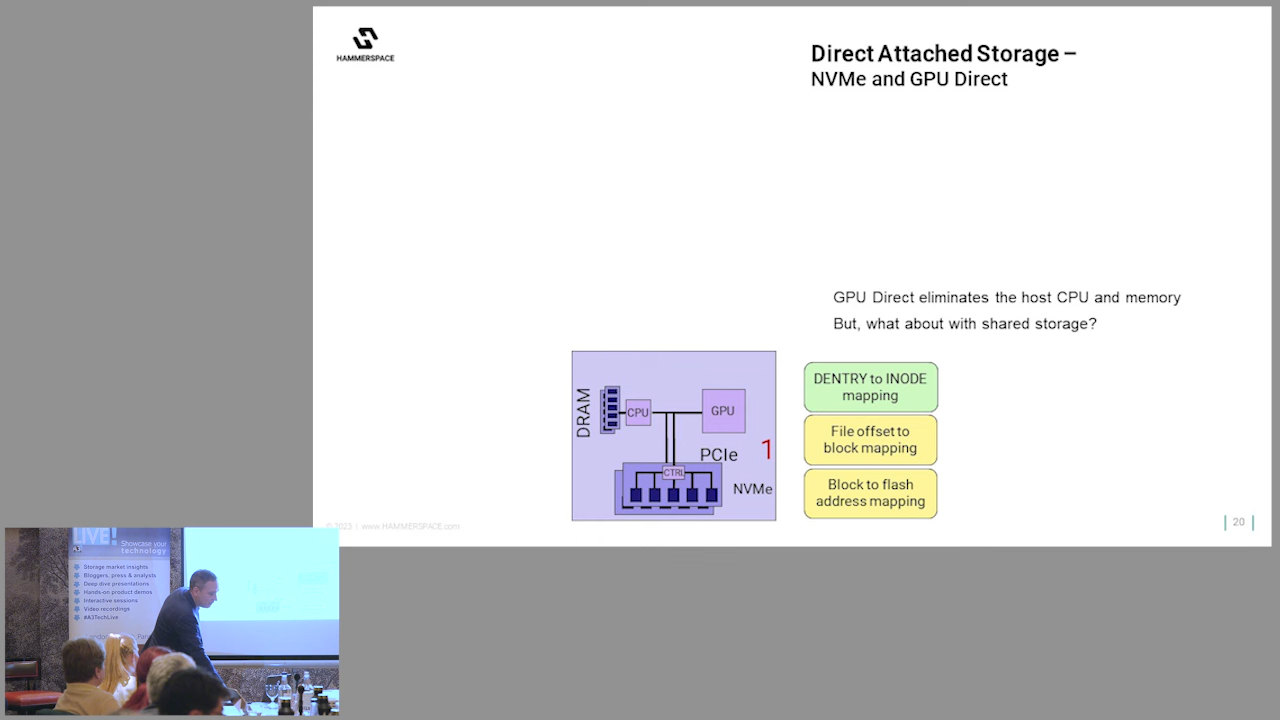 HAMMERSPACE
Direct Attached Storage –
NVMe and GPU Direct
GPU Direct eliminates the host CPU and memory
But, what about with shared storage?
DRAM
CPU
GPU
PCIe
1
CTRL
NVMe
DENTRY to INODE
mapping
File offset to
block mapping
Block to flash
address mapping
© 2023 | www.HAMMERSPACE.com
20
LIVE!
A3
Showcase your
technology
Storage market insights
Bloggers, press & analysts
Deep dive presentations
Hands-on product demos
Interactive sessions
Video recordings
#A3TechLive